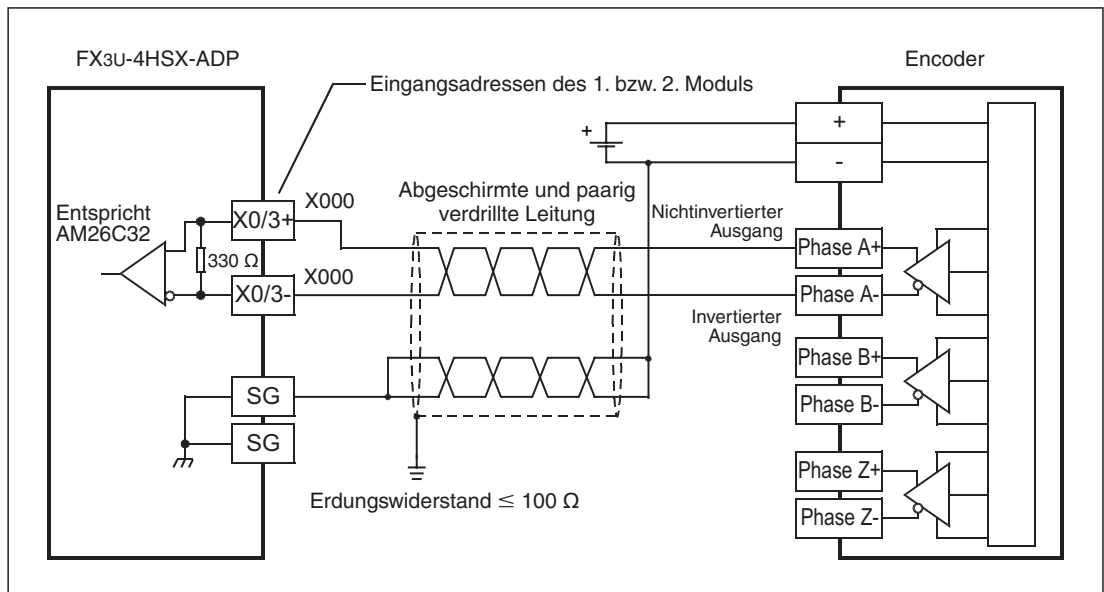 FX3U-4HSX-ADP
Encoder
Eingangsadressen des 1. bzw. 2. Moduls
+
+
-
Abgeschirmte und paarig
verdrillte Leitung
Entspricht
AM26C32
X0/3+
X000
330 Ω
X0/3-
X000
Nichtinvertierter
Ausgang
Phase A+
Phase A-
Invertierter
Ausgang
Phase B+
Phase B-
SG
SG
Phase Z+
Phase Z-
Erdungswiderstand ≤ 100 Ω